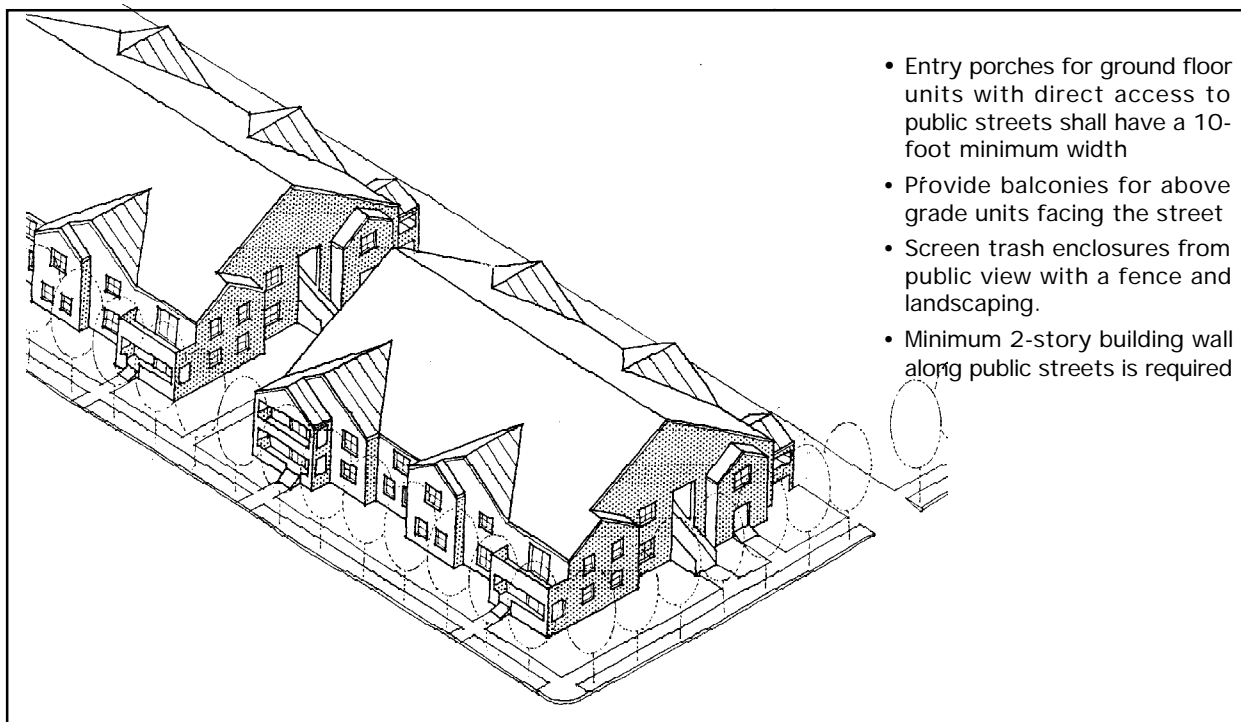 • Entry porches for ground floor
units with direct access to
public streets shall have a 10-
foot minimum width
• Provide balconies for above
grade units facing the street
• Screen trash enclosures from
public view with a fence and
landscaping.
• Minimum 2-story building wall
along public streets is required